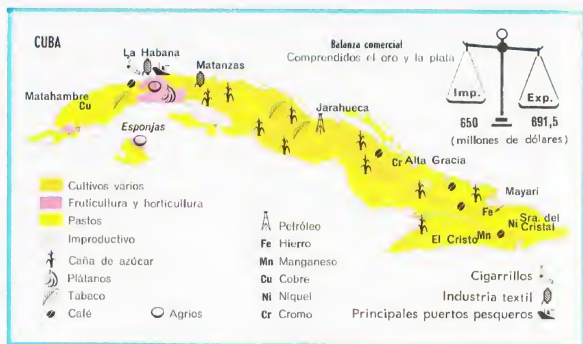 CUBA
Balanza comercial
Comprendidos el oro y la plata
Imp.
Exp.
650
691,5
(millones de dólares)
La Habana
Matanzas
Matahambre
Cu
Esponjas
Jarahueca
Cr Alta Gracia
Mayarí
Fe
Ni
Sra. del
Cristal
El Cristo
Mn
Cultivos varios
Fruticultura y horticultura
Pastos
Improductivo
Caña de azúcar
Plátanos
Tabaco
Café
Agrios
Petróleo
Fe Hierro
Mn Manganeso
Cu Cobre
Ni Níquel
Cr Cromo
Cigarrillos
Industria textil
Principales puertos pesqueros